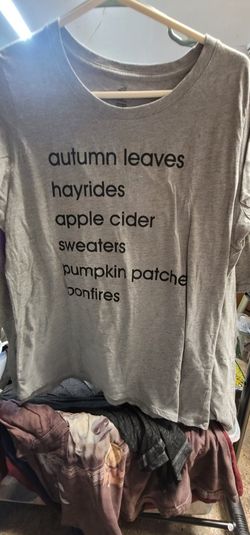 autumn leaves
hayrides
apple cider
sweaters
pumpkin patche
bonfires